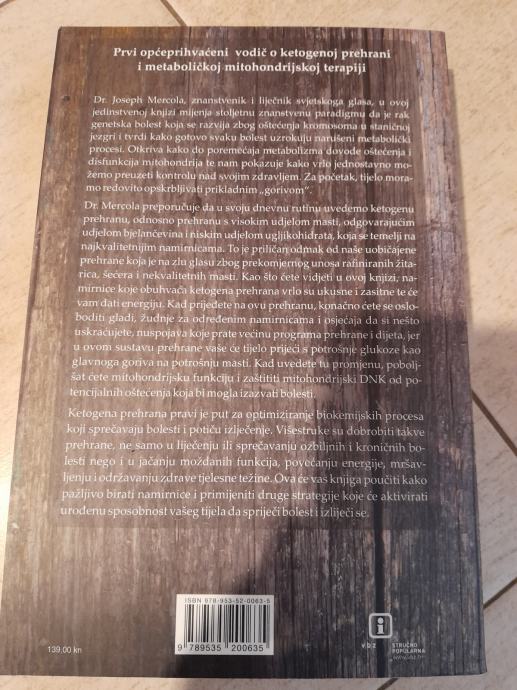 Prvi općeprihvaćeni vodič o ketogenoj prehrani
i metaboličkoj mitohondrijskoj terapiji
Dr. Joseph Mercola, znanstvenik i liječnik svjetskoga glasa, u ovoj
jedinstvenoj knjizi mijenja stoljetnu znanstvenu paradigmu da je rak
genetska bolest koja se razvija zbog oštećenja kromosoma u staničnoj
jezgri i tvrdi kako gotovo svaku bolest uzrokuju narušeni metabolički
procesi. Otkriva kako do poremećaja metabolizma dovode oštećenja i
disfunkcija mitohondrija te nam pokazuje kako vrlo jednostavno mo-
žemo preuzeti kontrolu nad svojim zdravljem. Za početak, tijelo mora-
mo redovito opskrbljivati prikladnim „gorivom“.
Dr. Mercola preporučuje da u svoju dnevnu rutinu uvedemo ketogenu
prehranu, odnosno prehranu s visokim udjelom masti, odgovarajućim
udjelom bjelančevina i niskim udjelom ugljikohidrata, koja se temelji na
najkvalitetnijim namirnicama. To je priličan odmak od naše uobičajene
prehrane koja je na zlu glasu zbog prekomjernog unosa rafiniranih žita-
rica, šećera i nekvalitetnih masti. Kao što ćete vidjeti u ovoj knjizi, na-
mirnice koje obuhvaća ketogena prehrana vrlo su ukusne i zasitne te će
vam dati energiju. Kad prijeđete na ovu prehranu, konačno ćete se oslo-
boditi gladi, žudnje za određenim namirnicama i osjećaja da si nešto
uskraćujete, nuspojava koje prate većinu programa prehrane i dijeta, jer
u ovom sustavu prehrane vaše će tijelo prijeći s potrošnje glukoze kao
glavnoga goriva na potrošnju masti. Kad uvedete tu promjenu, pobolj-
šat ćete mitohondrijsku funkciju i zaštititi mitohondrijski DNK od po-
tencijalnih oštećenja koja bi mogla izazvati bolesti.
Ketogena prehrana pravi je put za optimiziranje biokemijskih procesa
koji sprečavaju bolesti i potiču izlječenje. Višestruke su dobrobiti takve
prehrane, ne samo u liječenju ili sprečavanju ozbiljnih i kroničnih bo-
lesti nego i u jačanju moždanih funkcija, povećanju energije, mršav-
ljenju i održavanju zdrave tjelesne težine. Ova će vas knjiga poučiti kako
pažljivo birati namirnice i primijeniti druge strategije koje će aktivirati
urođenu sposobnost vašeg tijela da spriječi bolest i izliječi se.
ISBN 978-953-52-0063-5
9 789535 200635
139,00 kn
v.b.z
STRUČNO
POPULARNA
www.vbz.hr